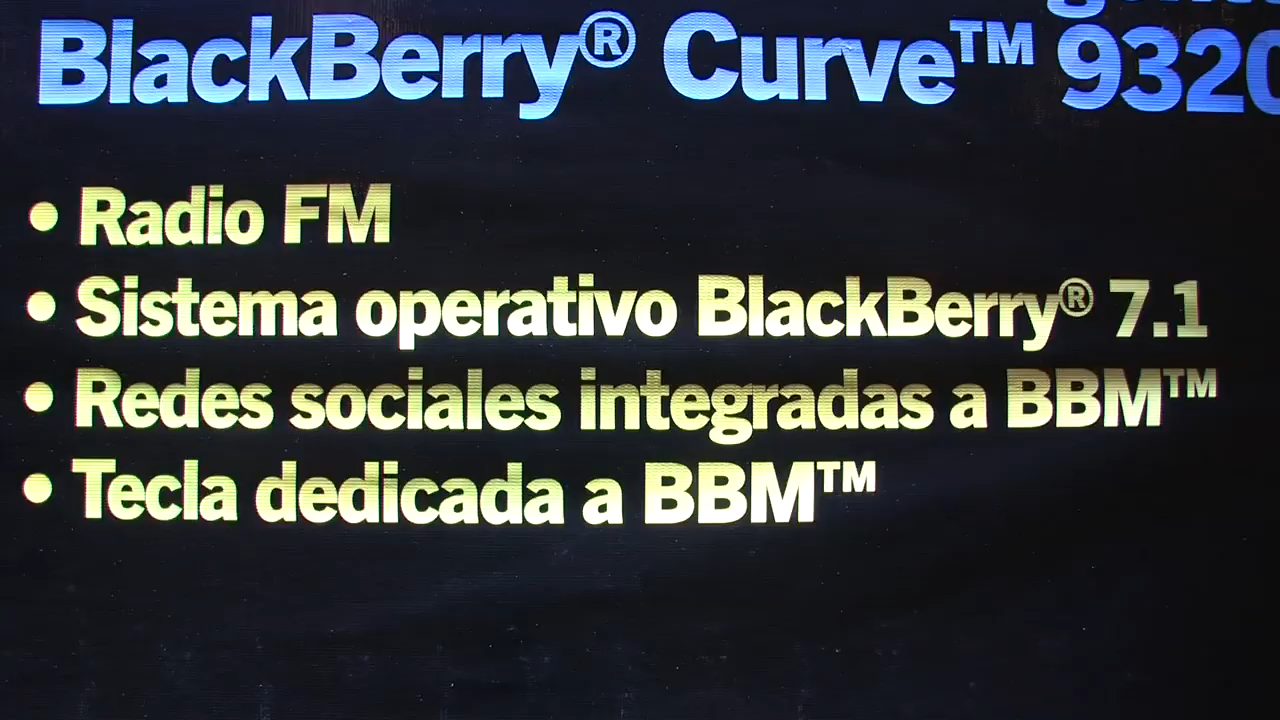 BlackBerry® Curve™ 9320
• Radio FM
• Sistema operativo BlackBerry® 7.1
• Redes sociales integradas a BBM™
• Tecla dedicada a BBM™